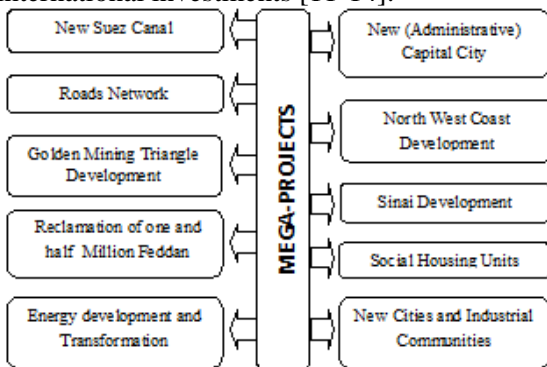 international investments [11-14].
New Suez Canal
Roads Network
Golden Mining Triangle
Development
Reclamation of one and
half Million Feddan
Energy development and
Transformation
MEGA-PROJECTS
New (Administrative)
Capital City
North West Coast
Development
Sinai Development
Social Housing Units
New Cities and Industrial
Communities